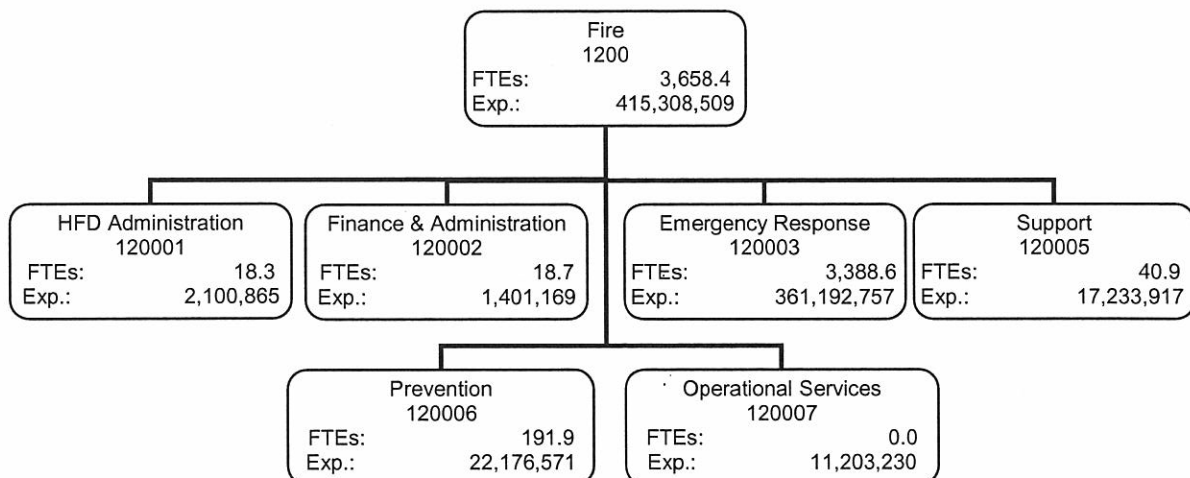 Fire
1200
FTEs: 3,658.4
Exp.: 415,308,509
HFD Administration
120001
FTEs: 18.3
Exp.: 2,100,865
Finance & Administration
120002
FTEs: 18.7
Exp.: 1,401,169
Emergency Response
120003
FTEs: 3,388.6
Exp.: 361,192,757
Support
120005
FTEs: 40.9
Exp.: 17,233,917
Prevention
120006
FTEs: 191.9
Exp.: 22,176,571
Operational Services
120007
FTEs: 0.0
Exp.: 11,203,230